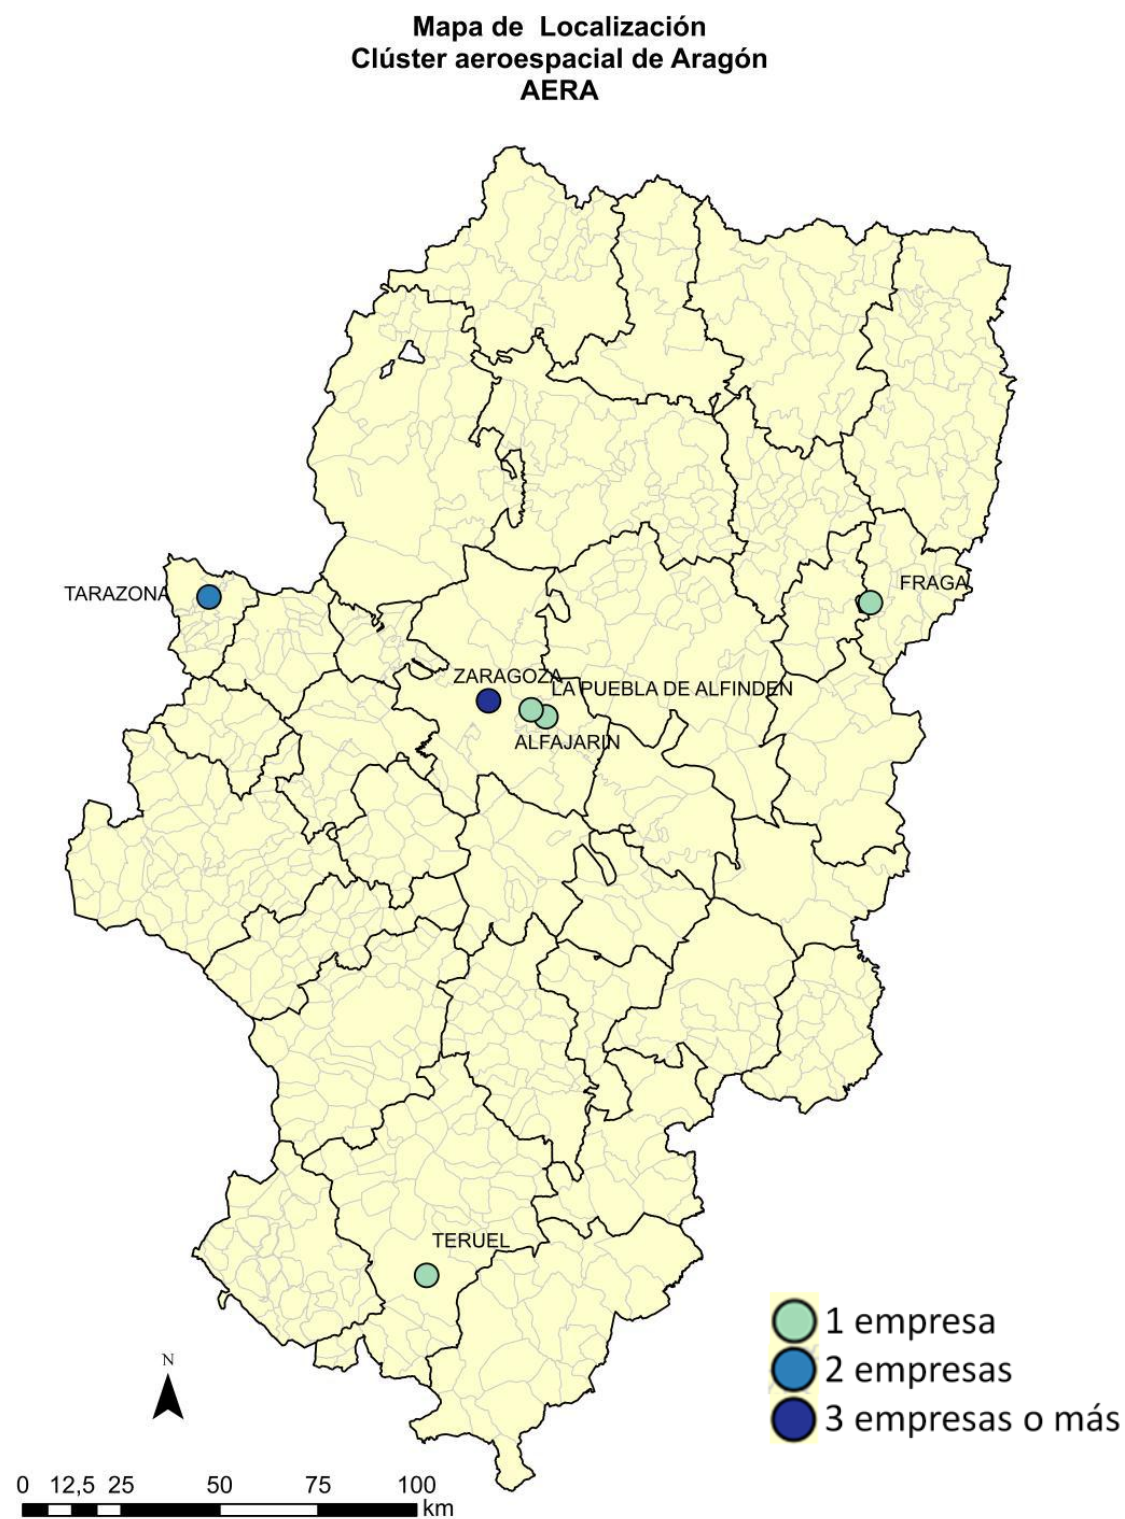 Mapa de Localización
Clúster aeroespacial de Aragón
AERA
TARAZONA
FRAGA
ZARAGOZA
LA PUEBLA DE ALFINDEN
ALFAJARIN
TERUEL
1 empresa
2 empresas
3 empresas o más
N
0 12,5 25 50 75 100
km